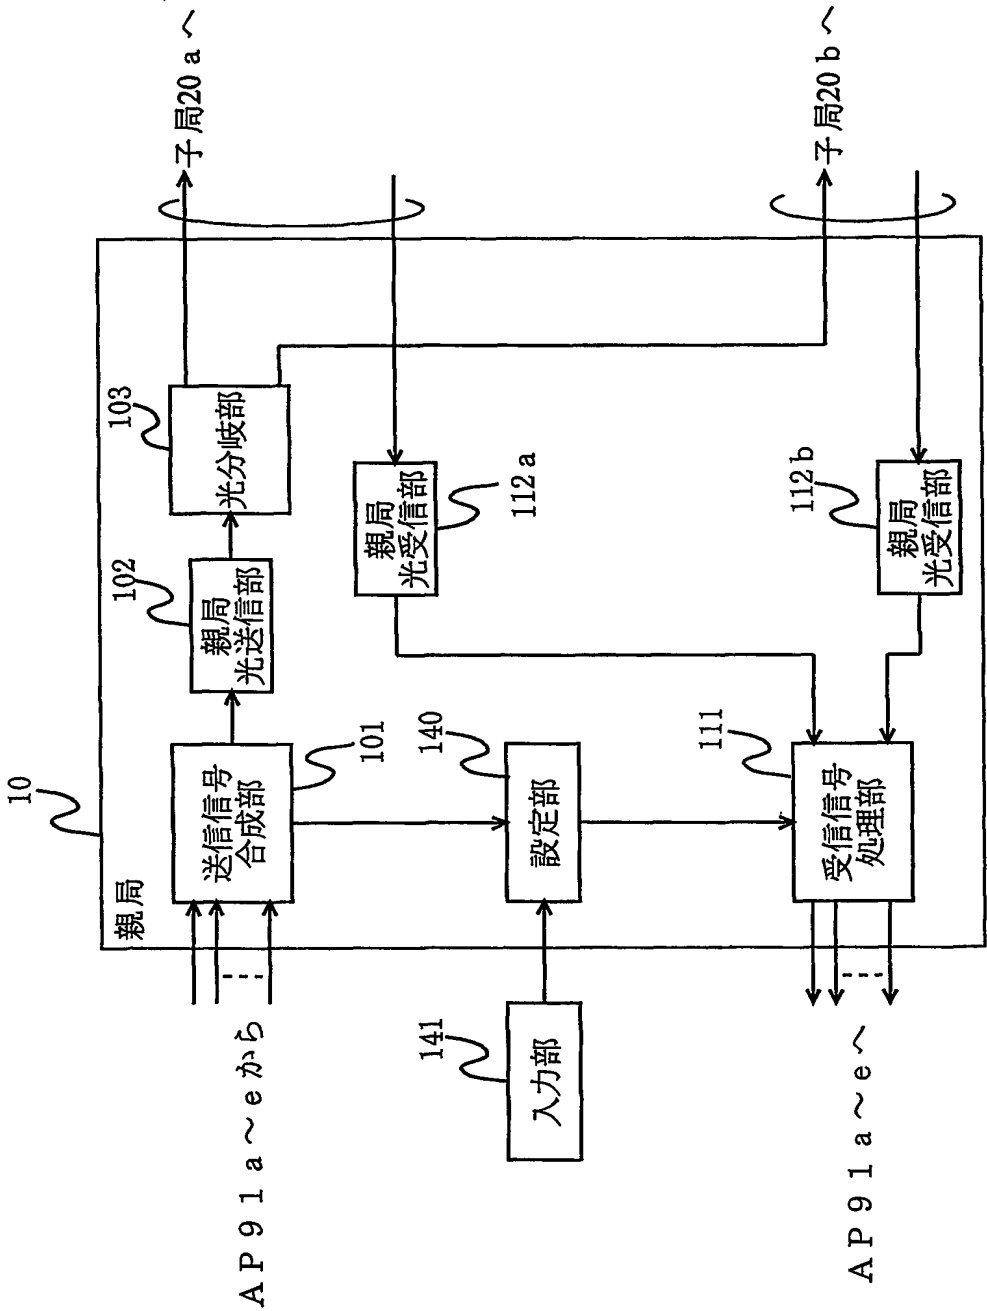 10
親局
AP91a～eから
送信信号
合成部
101
102
親局
光送信部
103
光分岐部
子局20aへ
141
入力部
140
設定部
親局
光受信部
112a
AP91a～eへ
111
受信信号
処理部
親局
光受信部
112b
子局20bへ